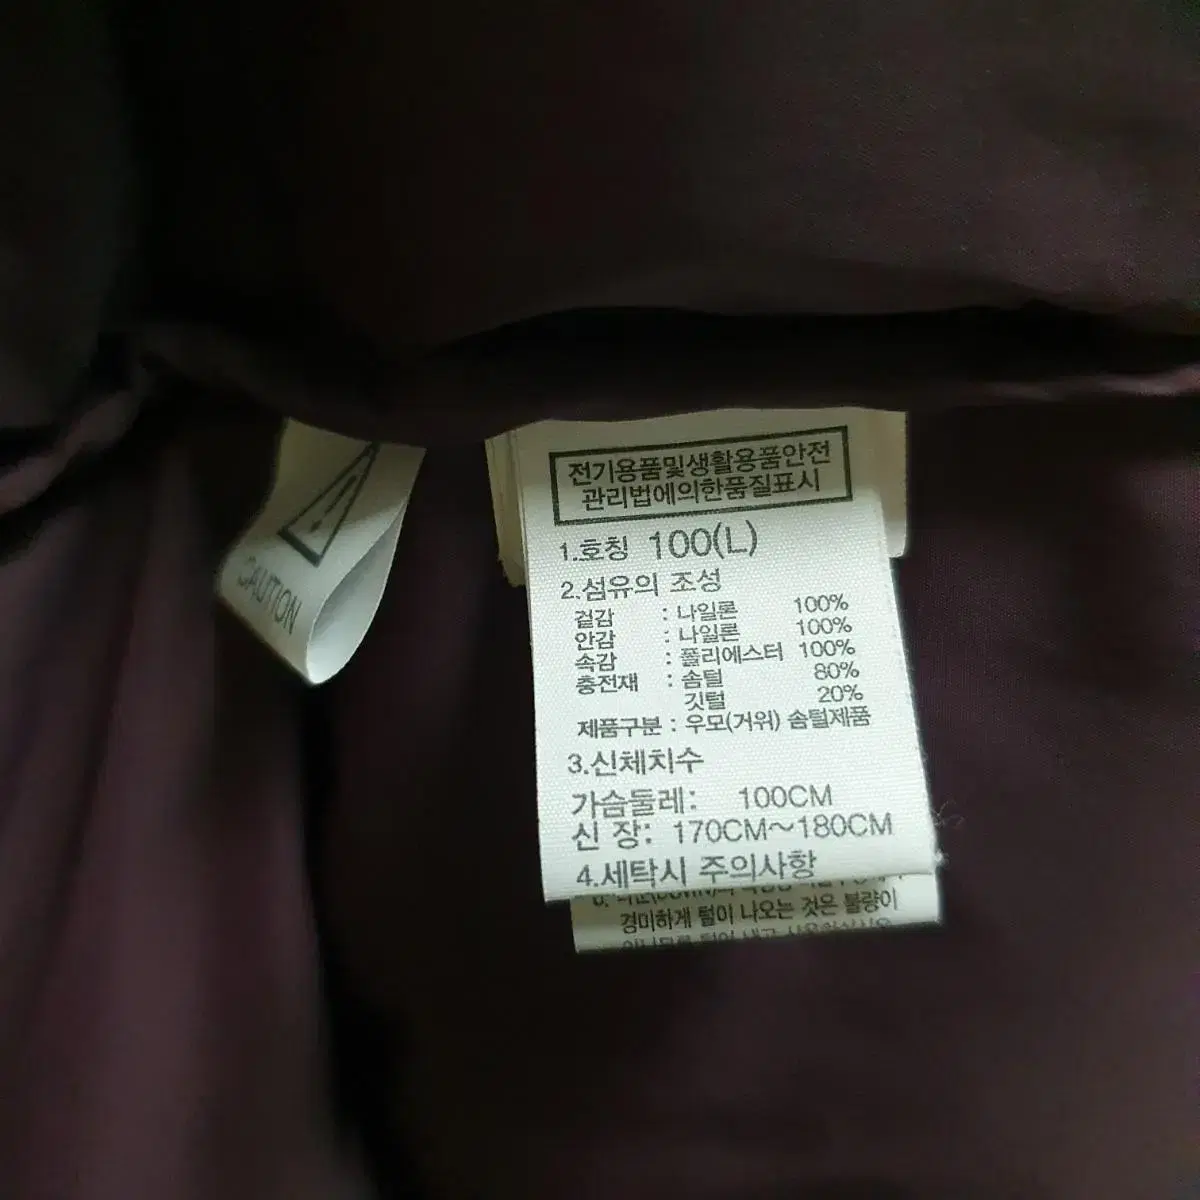 CAUTION
전기용품및생활용품안전
관리법에의한품질표시
1.호칭 100(L)
2.섬유의 조성
겉감 : 나일론 100%
안감 : 나일론 100%
속감 : 폴리에스터 100%
충전재 : 솜털 80%
깃털 20%
제품구분 : 우모(거위) 솜털제품
3.신체치수
가슴둘레: 100CM
신 장: 170CM~180CM
4.세탁시 주의사항
경미하게 털이 나오는 것은 불량이